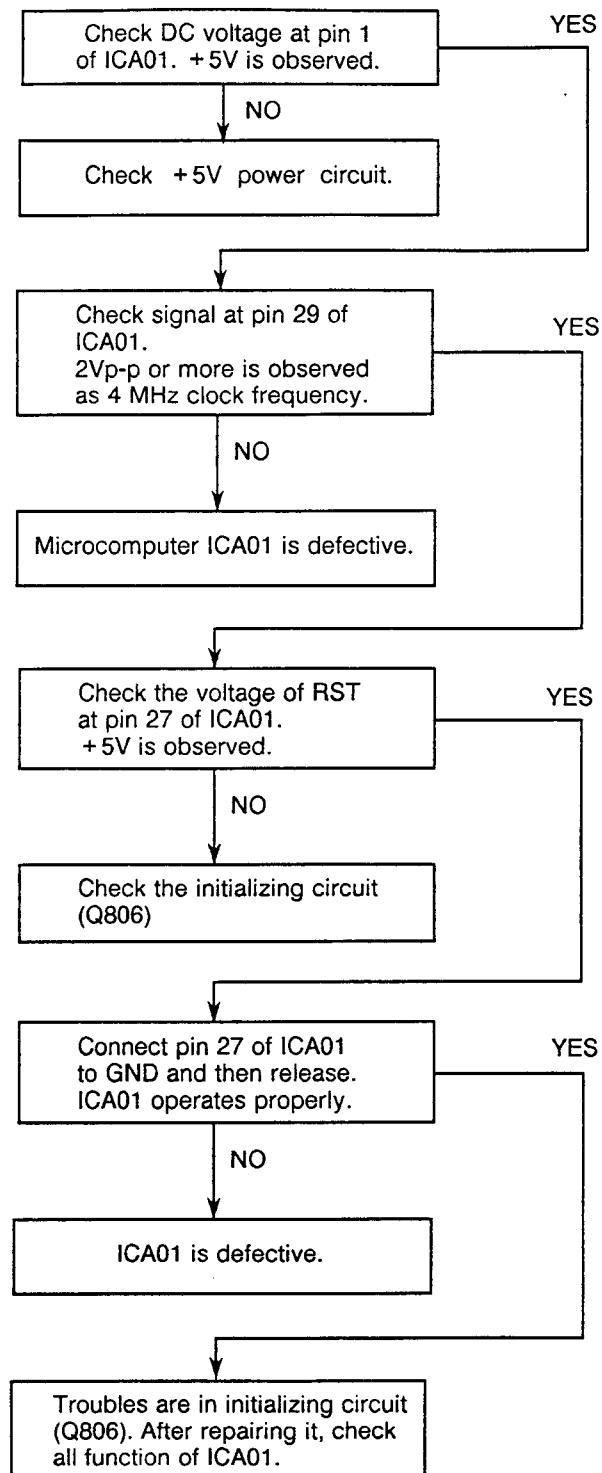 Check DC voltage at pin 1
of ICA01. +5V is observed.
YES
NO
Check +5V power circuit.
Check signal at pin 29 of
ICA01.
2Vp-p or more is observed
as 4 MHz clock frequency.
YES
NO
Microcomputer ICA01 is defective.
Check the voltage of RST
at pin 27 of ICA01.
+5V is observed.
YES
NO
Check the initializing circuit
(Q806)
Connect pin 27 of ICA01
to GND and then release.
ICA01 operates properly.
YES
NO
ICA01 is defective.
Troubles are in initializing circuit
(Q806). After repairing it, check
all function of ICA01.